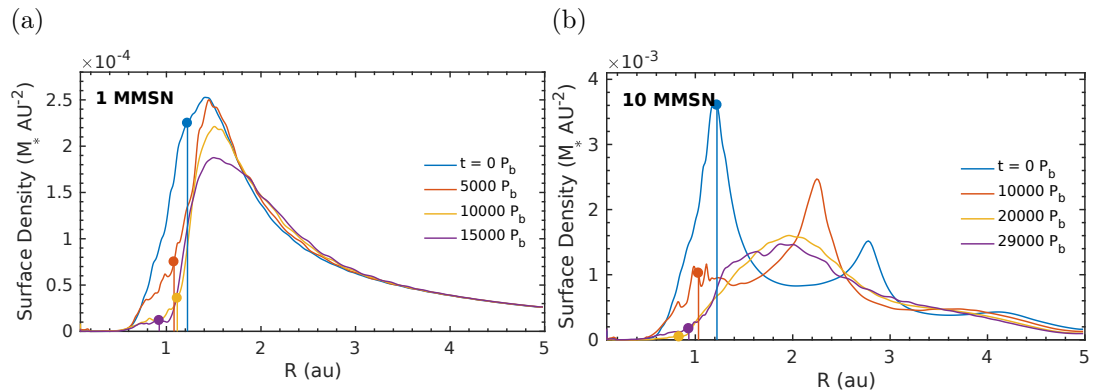 (a)
×10⁻⁴
1 MMSN
Surface Density (M* AU⁻²)
2.5
2
1.5
1
0.5
0
t = 0 P_b
5000 P_b
10000 P_b
15000 P_b
1 2 3 4 5
R (au)
(b)
×10⁻³
10 MMSN
Surface Density (M* AU⁻²)
4
3
2
1
0
t = 0 P_b
10000 P_b
20000 P_b
29000 P_b
1 2 3 4 5
R (au)